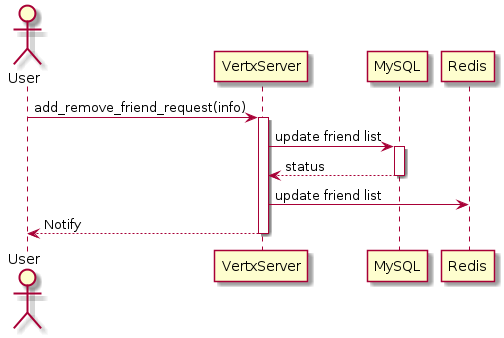 User
VertxServer
MySQL
Redis
add_remove_friend_request(info)
update friend list
status
update friend list
Notify
User
VertxServer
MySQL
Redis